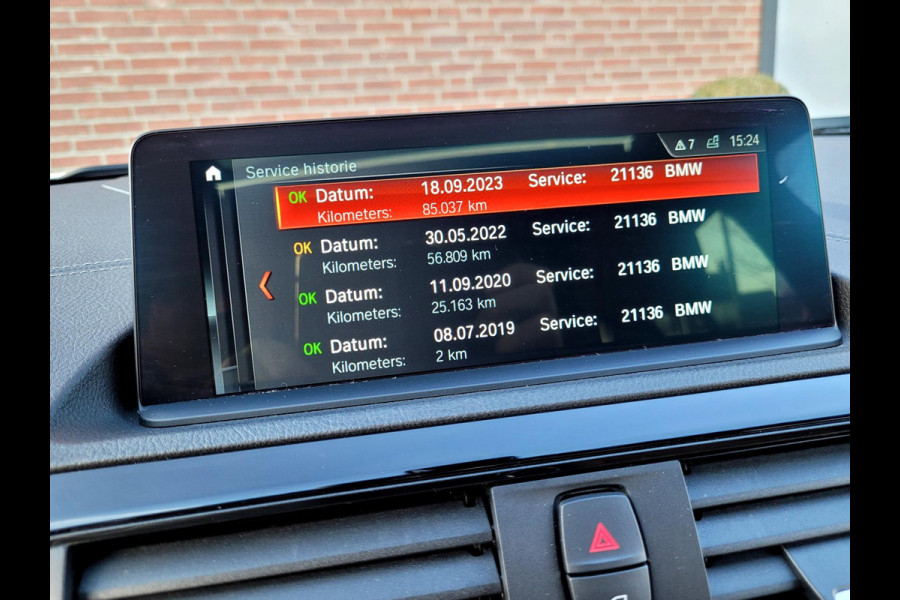 7 15:24
Service historie
OK Datum: 18.09.2023 Service: 21136 BMW
Kilometers: 85.037 km
OK Datum: 30.05.2022 Service: 21136 BMW
Kilometers: 56.809 km
OK Datum: 11.09.2020 Service: 21136 BMW
Kilometers: 25.163 km
OK Datum: 08.07.2019 Service: 21136 BMW
Kilometers: 2 km